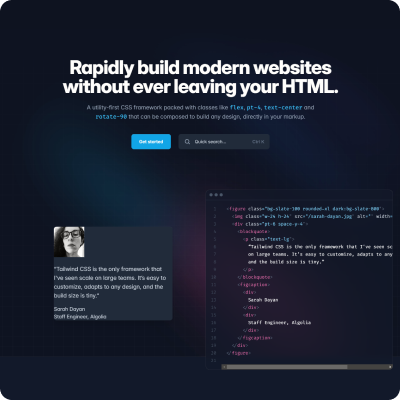 Rapidly build modern websites
without ever leaving your HTML.
A utility-first CSS framework packed with classes like flex, pt-4, text-center and
rotate-90 that can be composed to build any design, directly in your markup.
Get started
Quick search...
Ctrl K
"Tailwind CSS is the only framework that
I've seen scale on large teams. It's easy to
customize, adapts to any design, and the
build size is tiny."
Sarah Dayan
Staff Engineer, Algolia
<figure class="bg-slate-100 rounded-xl dark:bg-slate-800">
<img class="w-24 h-24" src="/sarah-dayan.jpg" alt="" width=
<div class="pt-6 space-y-4">
<blockquote>
<p class="text-lg">
"Tailwind CSS is the only framework that I've seen sc
on large teams. It's easy to customize, adapts to any
and the build size is tiny."
</p>
</blockquote>
<figcaption>
<div>
Sarah Dayan
</div>
<div>
Staff Engineer, Algolia
</div>
</figcaption>
</div>
</figure>